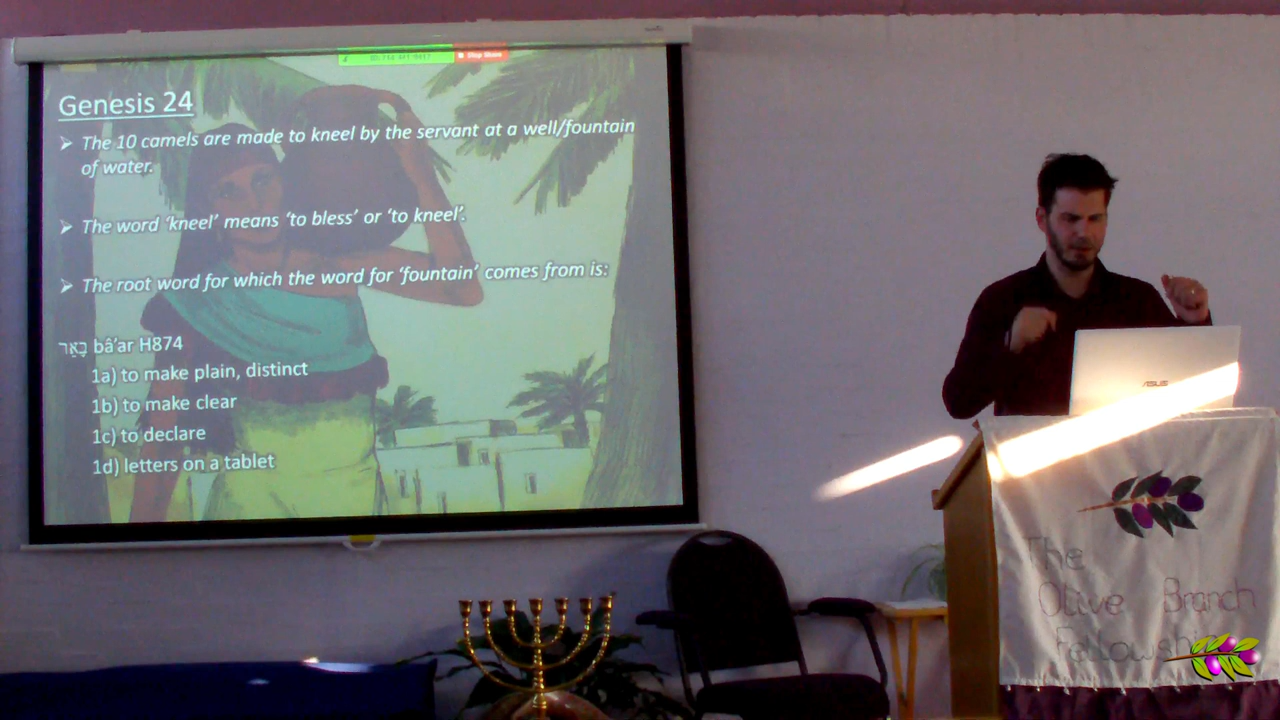 Stop Share
Genesis 24
➢ The 10 camels are made to kneel by the servant at a well/fountain
of water.
➢ The word ‘kneel’ means ‘to bless’ or ‘to kneel’.
➢ The root word for which the word for ‘fountain’ comes from is:
בָּאַר bâ'ar H874
1a) to make plain, distinct
1b) to make clear
1c) to declare
1d) letters on a tablet
ASUS
The
Olive Branch
Fellowship